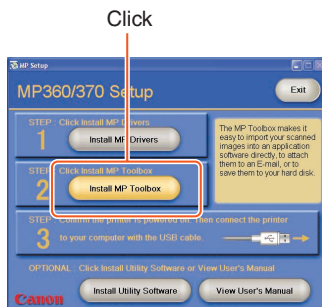 Click
MP Setup
MP360/370 Setup
Exit
STEP : Click Install MP Drivers
1
Install MP Drivers
The MP Toolbox makes it
easy to import your scanned
images into an application
software directly, to attach
them to an E-mail, or to
save them to your hard disk.
STEP : Click Install MP Toolbox
2
Install MP Toolbox
STEP : Confirm the printer is powered off. Then connect the printer
3
to your computer with the USB cable
OPTIONAL : Click Install Utility Software or View User's Manual
Canon
Install Utility Software
View User's Manual